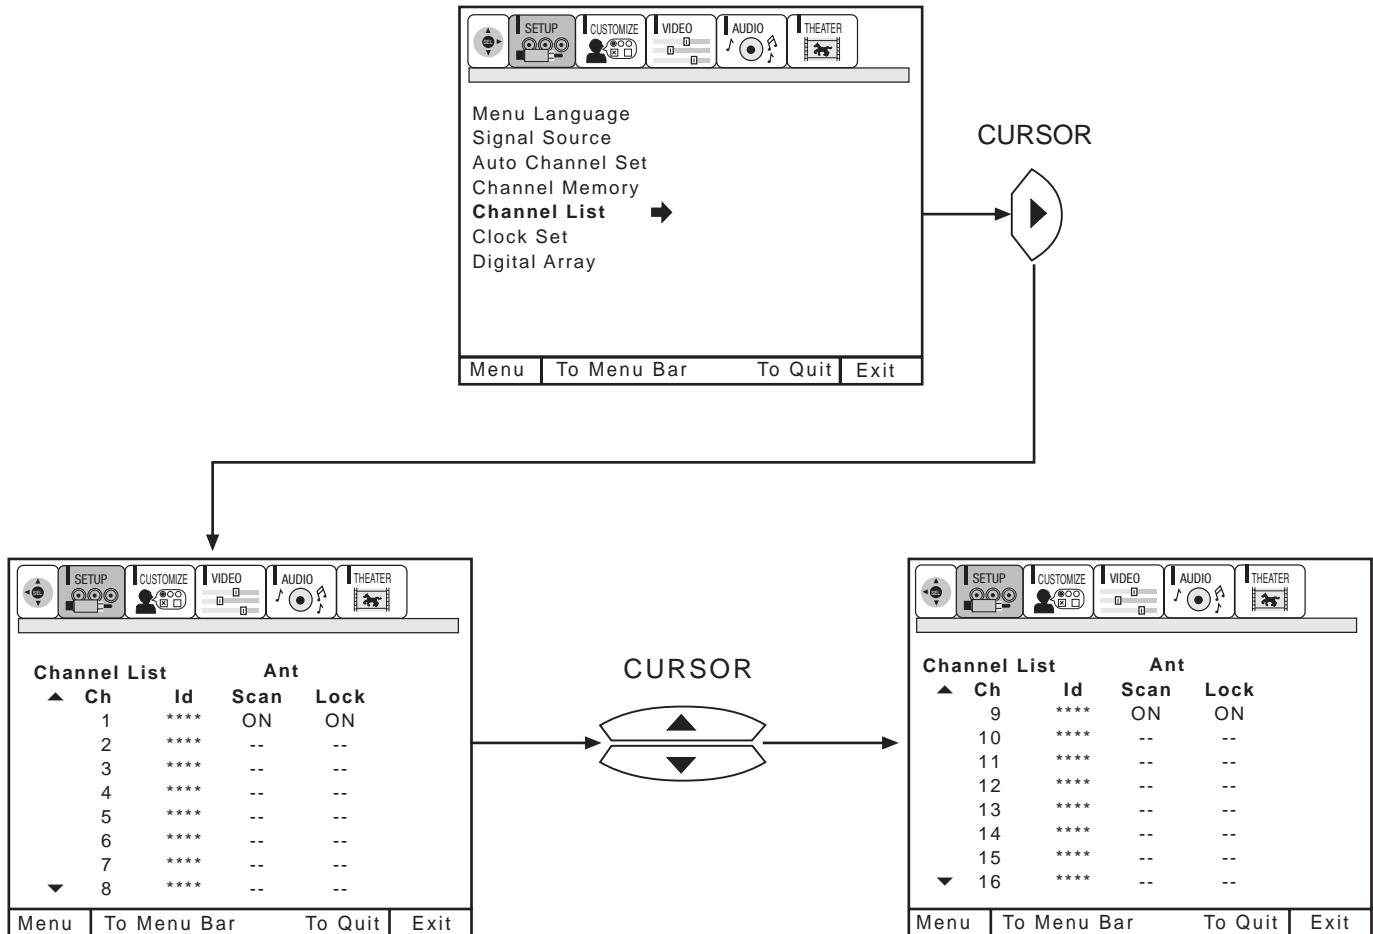 SETUP CUSTOMIZE VIDEO AUDIO THEATER
SEL
Menu Language
Signal Source
Auto Channel Set
Channel Memory
Channel List
Clock Set
Digital Array
Menu To Menu Bar To Quit Exit
CURSOR
SETUP CUSTOMIZE VIDEO AUDIO THEATER
SEL
Channel List Ant
Ch Id Scan Lock
1 **** ON ON
2 **** -- --
3 **** -- --
4 **** -- --
5 **** -- --
6 **** -- --
7 **** -- --
8 **** -- --
Menu To Menu Bar To Quit Exit
CURSOR
SETUP CUSTOMIZE VIDEO AUDIO THEATER
SEL
Channel List Ant
Ch Id Scan Lock
9 **** ON ON
10 **** -- --
11 **** -- --
12 **** -- --
13 **** -- --
14 **** -- --
15 **** -- --
16 **** -- --
Menu To Menu Bar To Quit Exit